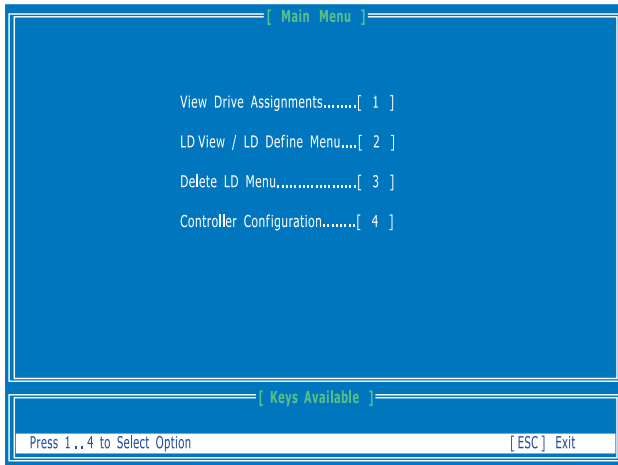 [ Main Menu ]
View Drive Assignments........[ 1 ]
LD View / LD Define Menu....[ 2 ]
Delete LD Menu...................[ 3 ]
Controller Configuration........[ 4 ]
[ Keys Available ]
Press 1..4 to Select Option [ESC] Exit